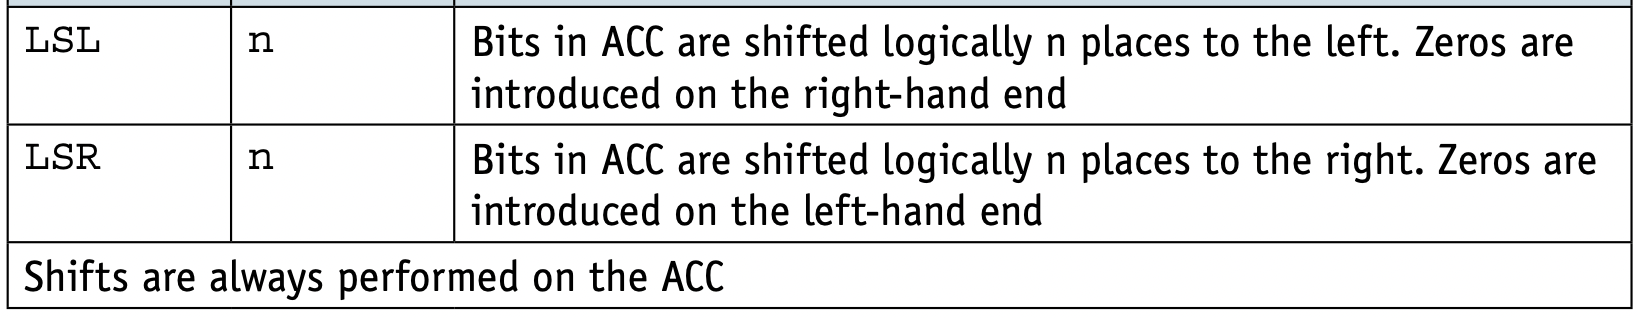 LSL n Bits in ACC are shifted logically n places to the left. Zeros are
introduced on the right-hand end
LSR n Bits in ACC are shifted logically n places to the right. Zeros are
introduced on the left-hand end
Shifts are always performed on the ACC